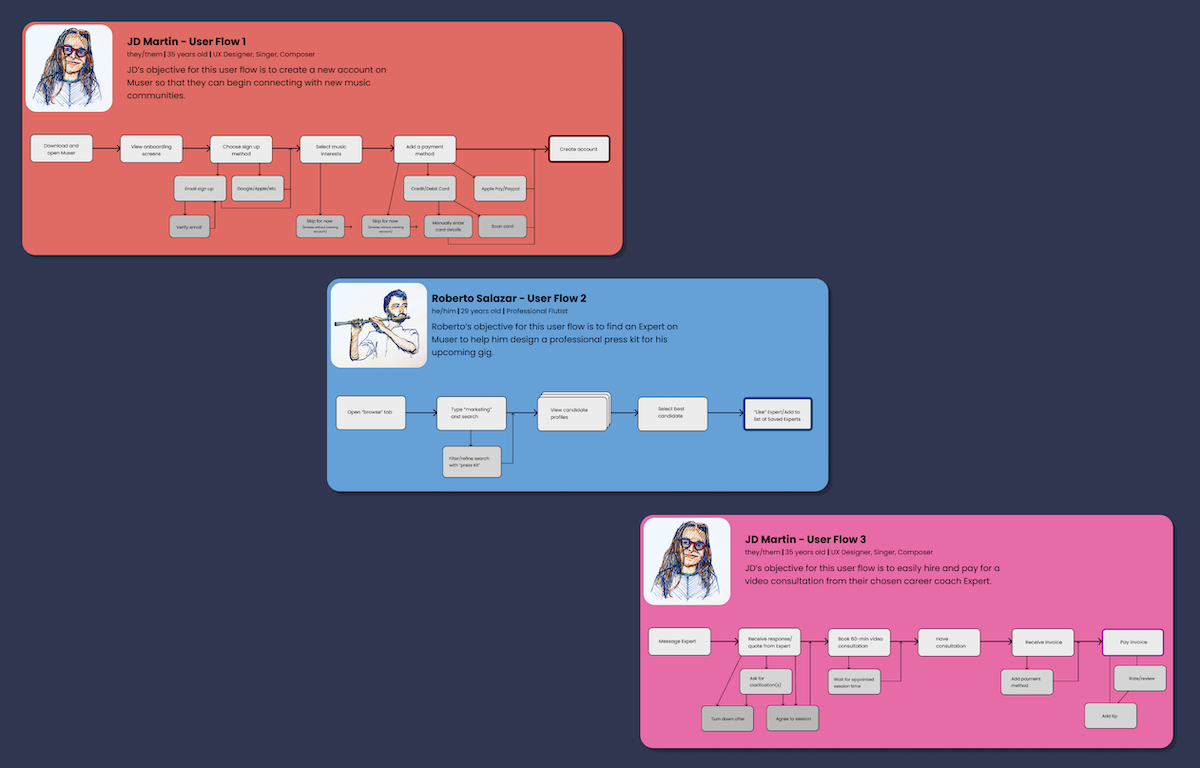 JD Martin - User Flow 1
they/them | 35 years old | UX Designer, Singer, Composer
JD's objective for this user flow is to create a new account on
Muser so that they can begin connecting with new music
communities.
Download and
open Muser
View onboarding
screens
Choose sign up
method
Select music
interests
Add a payment
method
Create account
Email sign up
Google/Apple/etc.
Credit/Debit Card
Apple Pay/Paypal
Verify email
Skip for now
(browse without creating
account)
Skip for now
(browse without creating
account)
Manually enter
card details
Scan card
Roberto Salazar - User Flow 2
he/him | 29 years old | Professional Flutist
Roberto's objective for this user flow is to find an Expert on
Muser to help him design a professional press kit for his
upcoming gig.
Open "browse" tab
Type "marketing"
and search
View candidate
profiles
Select best
candidate
"Like" Expert/Add to
list of Saved Experts
Filter/refine search
with "press kit"
JD Martin - User Flow 3
they/them | 35 years old | UX Designer, Singer, Composer
JD's objective for this user flow is to easily hire and pay for a
video consultation from their chosen career coach Expert.
Message Expert
Receive response/
quote from Expert
Book 60-min video
consultation
Have
consultation
Receive invoice
Pay invoice
Ask for
clarification(s)
Wait for appointed
session time
Add payment
method
Rate/review
Turn down offer
Agree to session
Add tip